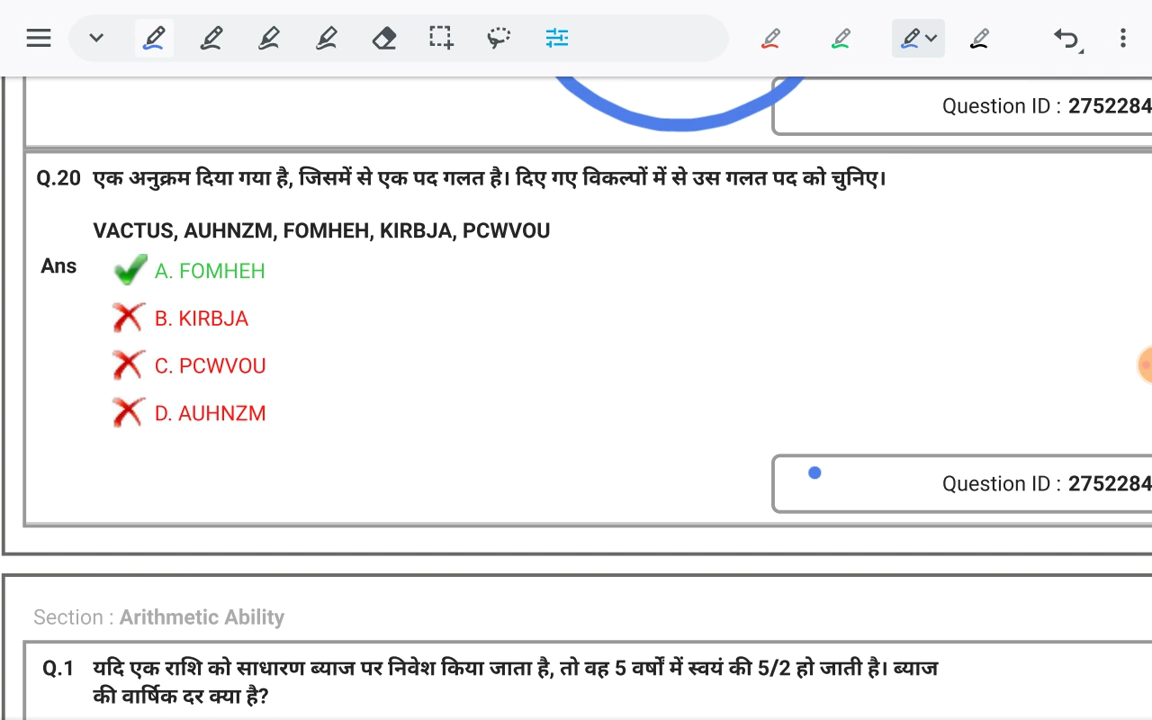 Question ID : 2752284
Q.20 एक अनुक्रम दिया गया है, जिसमें से एक पद गलत है। दिए गए विकल्पों में से उस गलत पद को चुनिए।
VACTUS, AUHNZM, FOMHEH, KIRBJA, PCWVOU
Ans A. FOMHEH
B. KIRBJA
C. PCWVOU
D. AUHNZM
Question ID : 2752284
Section : Arithmetic Ability
Q.1 यदि एक राशि को साधारण ब्याज पर निवेश किया जाता है, तो वह 5 वर्षों में स्वयं की 5/2 हो जाती है। ब्याज
की वार्षिक दर क्या है?